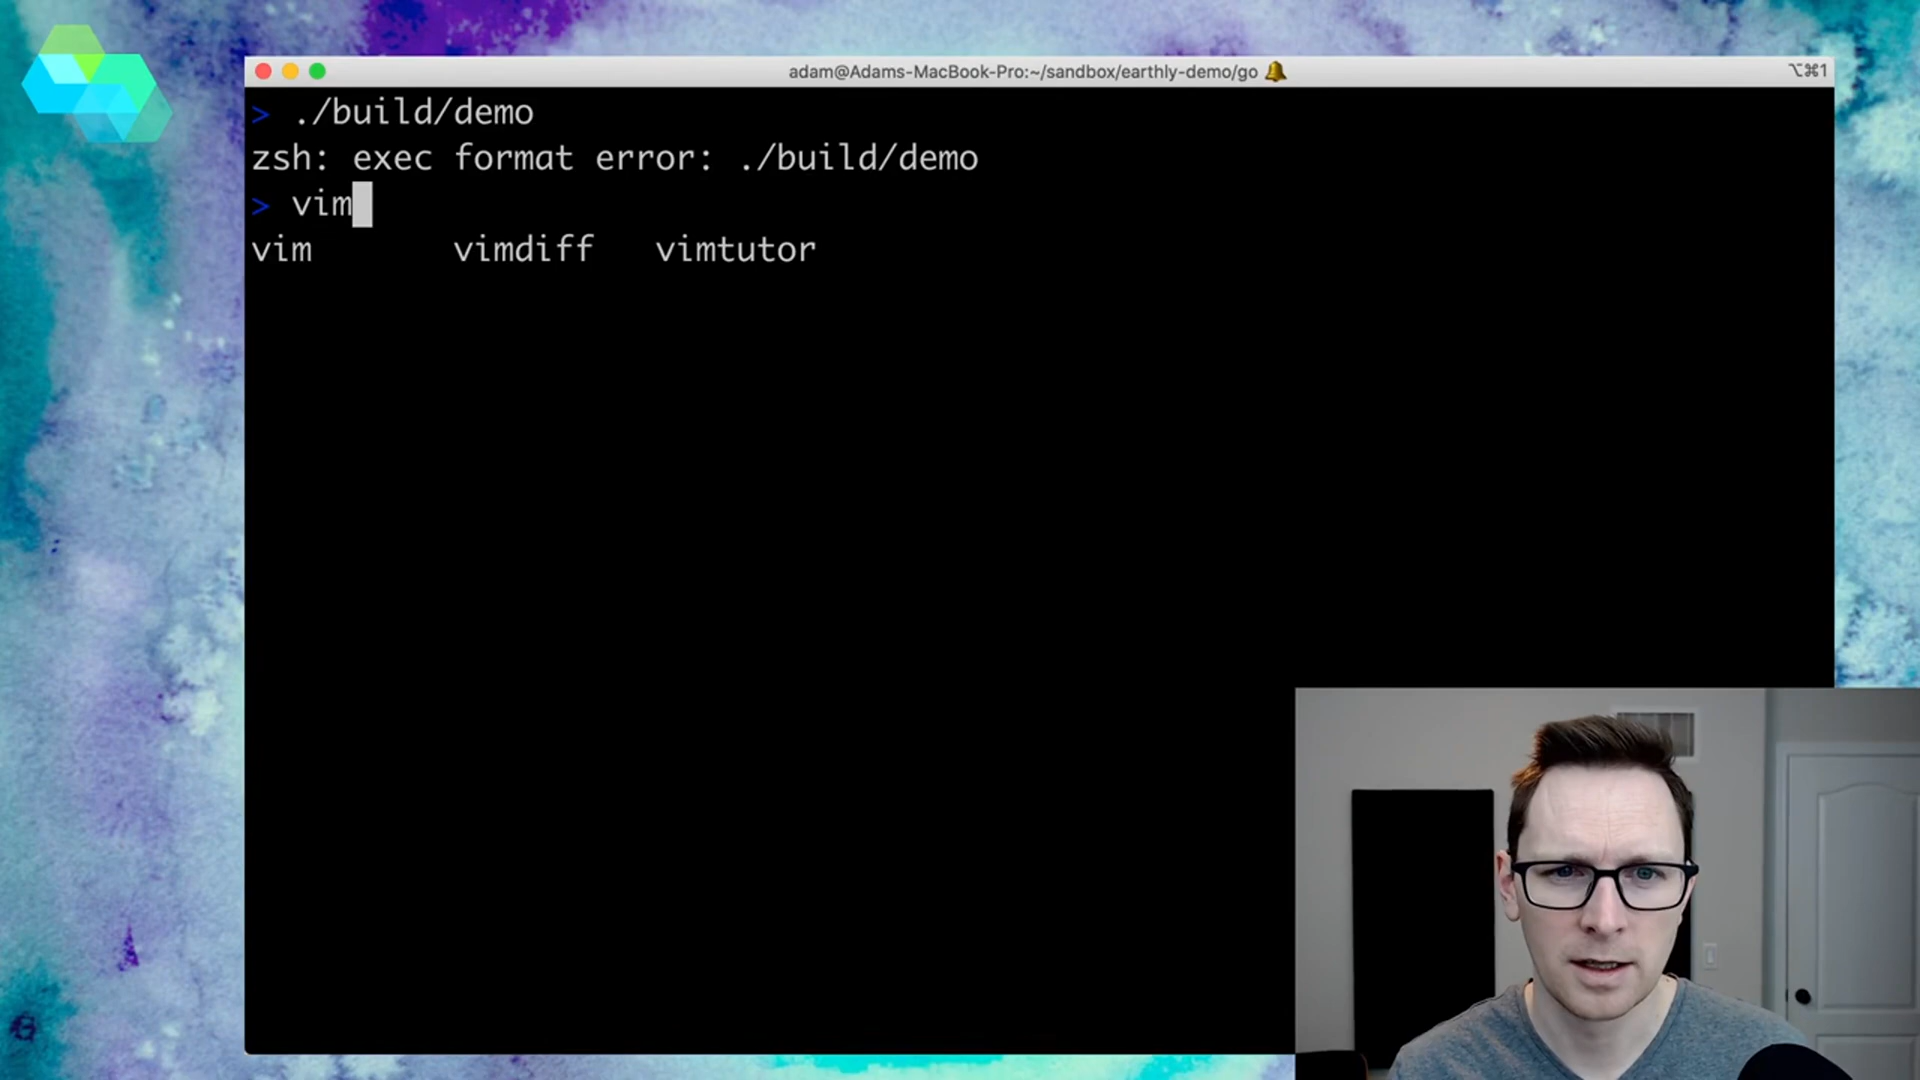 adam@Adams-MacBook-Pro:~/sandbox/earthly-demo/go 🔔
⌥⌘1
> ./build/demo
zsh: exec format error: ./build/demo
> vim
vim vimdiff vimtutor